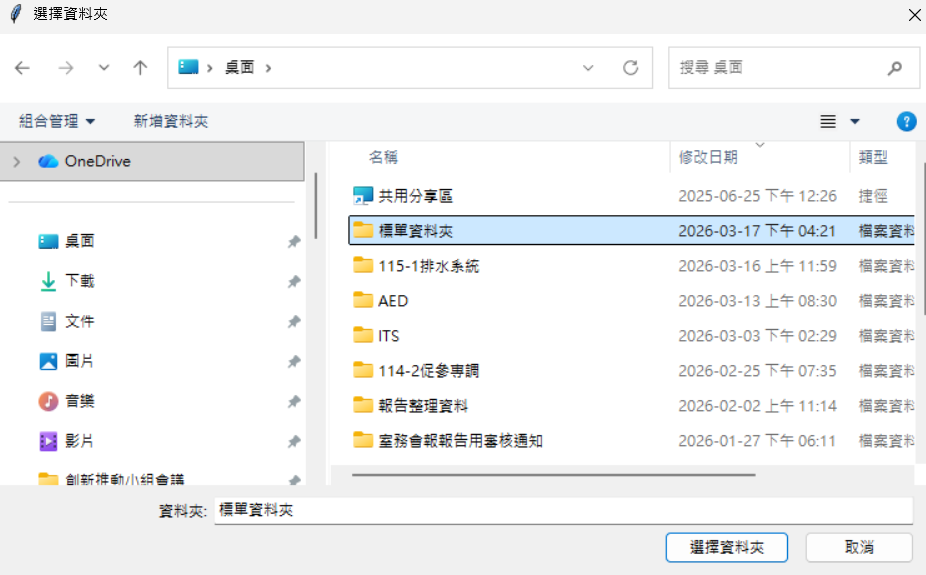 選擇資料夾
桌面
搜尋 桌面
組合管理 新增資料夾
OneDrive
桌面
下載
文件
圖片
音樂
影片
創新推動小組會議
名稱 修改日期 類型
共用分享區 2025-06-25 下午 12:26 捷徑
標單資料夾 2026-03-17 下午 04:21 檔案資料
115-1排水系統 2026-03-16 上午 11:59 檔案資料
AED 2026-03-13 上午 08:30 檔案資料
ITS 2026-03-03 下午 02:29 檔案資料
114-2促參專調 2026-02-25 下午 07:35 檔案資料
報告整理資料 2026-02-02 上午 11:14 檔案資料
室務會報報告用審核通知 2026-01-27 下午 06:11 檔案資料
資料夾: 標單資料夾
選擇資料夾 取消